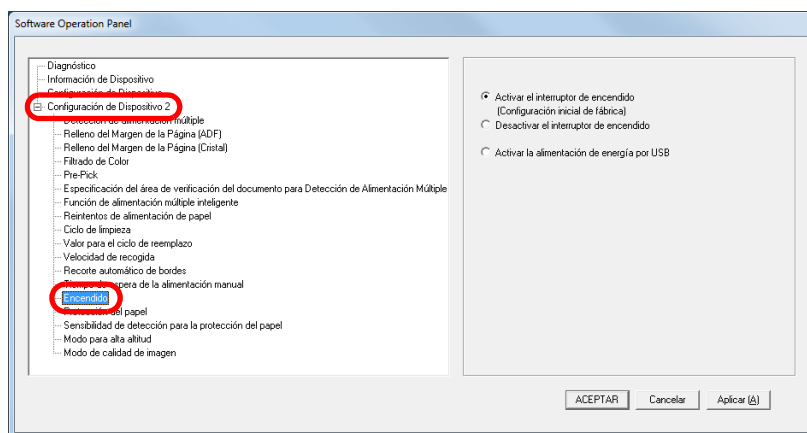 Software Operation Panel
Diagnóstico
Información de Dispositivo
Configuración de Dispositivo
Configuración de Dispositivo 2
Detección de alimentación múltiple
Relleno del Margen de la Página (ADF)
Relleno del Margen de la Página (Cristal)
Filtrado de Color
Pre-Pick
Especificación del área de verificación del documento para Detección de Alimentación Múltiple
Función de alimentación múltiple inteligente
Reintentos de alimentación de papel
Ciclo de limpieza
Valor para el ciclo de reemplazo
Velocidad de recogida
Recorte automático de bordes
Tiempo de espera de la alimentación manual
Encendido
Protección del papel
Sensibilidad de detección para la protección del papel
Modo para alta altitud
Modo de calidad de imagen
Activar el interruptor de encendido
(Configuración inicial de fábrica)
Desactivar el interruptor de encendido
Activar la alimentación de energía por USB
ACEPTAR
Cancelar
Aplicar (A)